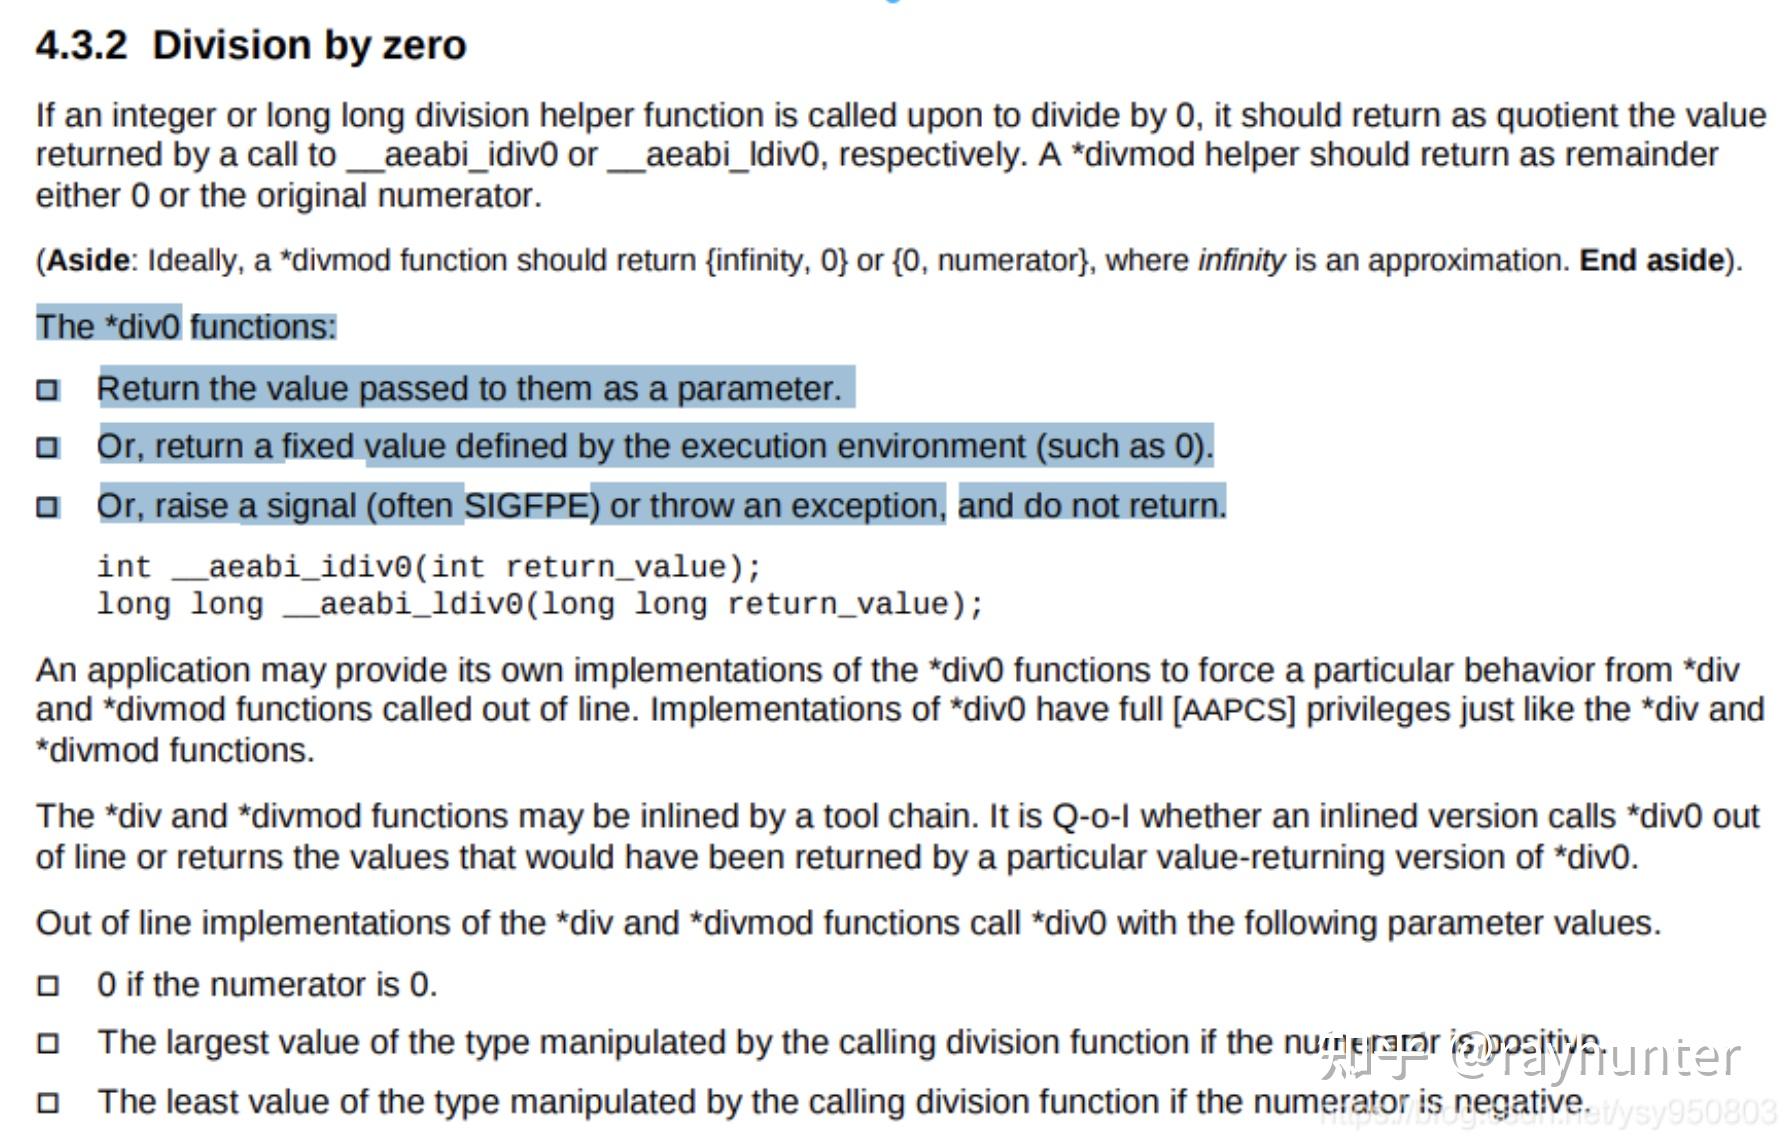 4.3.2 Division by zero
If an integer or long long division helper function is called upon to divide by 0, it should return as quotient the value
returned by a call to __aeabi_idiv0 or __aeabi_ldiv0, respectively. A *divmod helper should return as remainder
either 0 or the original numerator.
(Aside: Ideally, a *divmod function should return {infinity, 0} or {0, numerator}, where infinity is an approximation. End aside).
The *div0 functions:
□ Return the value passed to them as a parameter.
□ Or, return a fixed value defined by the execution environment (such as 0).
□ Or, raise a signal (often SIGFPE) or throw an exception, and do not return.
int __aeabi_idiv0(int return_value);
long long __aeabi_ldiv0(long long return_value);
An application may provide its own implementations of the *div0 functions to force a particular behavior from *div
and *divmod functions called out of line. Implementations of *div0 have full [AAPCS] privileges just like the *div and
*divmod functions.
The *div and *divmod functions may be inlined by a tool chain. It is Q-o-I whether an inlined version calls *div0 out
of line or returns the values that would have been returned by a particular value-returning version of *div0.
Out of line implementations of the *div and *divmod functions call *div0 with the following parameter values.
□ 0 if the numerator is 0.
□ The largest value of the type manipulated by the calling division function if the numerator is positive.
知乎 @rayhunter
□ The least value of the type manipulated by the calling division function if the numerator is negative.
https://blog.csdn.net/ysy950803